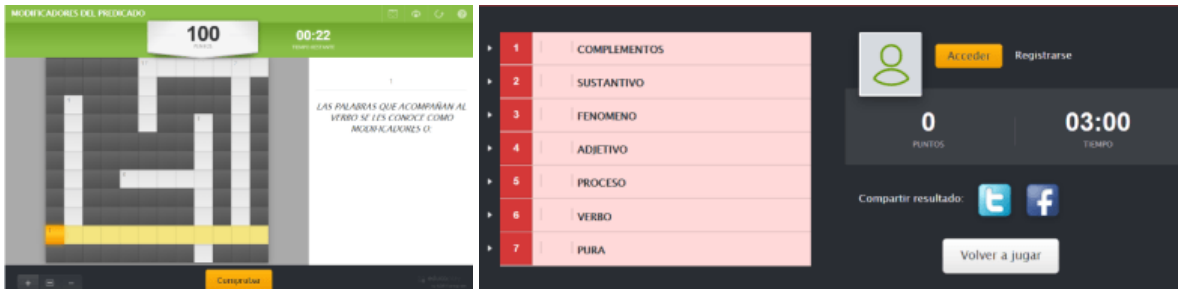 MODIFICADORES DEL PREDICADO
100
PUNTOS
00:22
1
LAS PALABRAS QUE ACOMPAÑAN AL
VERBO SE LES CONOCE COMO
MODIFICADORES O:
Comprobar
1 COMPLEMENTOS
2 SUSTANTIVO
3 FENOMENO
4 ADJETIVO
5 PROCESO
6 VERBO
7 PURA
Acceder Registrarse
0
PUNTOS
03:00
TIEMPO
Compartir resultado:
Volver a jugar